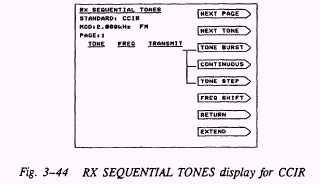 RX SEQUENTIAL TONES
STANDARD: CCIR
MOD:2.000kHz FM
PAGE:1
TONE FREQ TRANSMIT
NEXT PAGE
NEXT TONE
TONE BURST
CONTINUOUS
TONE STEP
FREQ SHIFT
RETURN
EXTEND
Fig. 3–44 RX SEQUENTIAL TONES display for CCIR